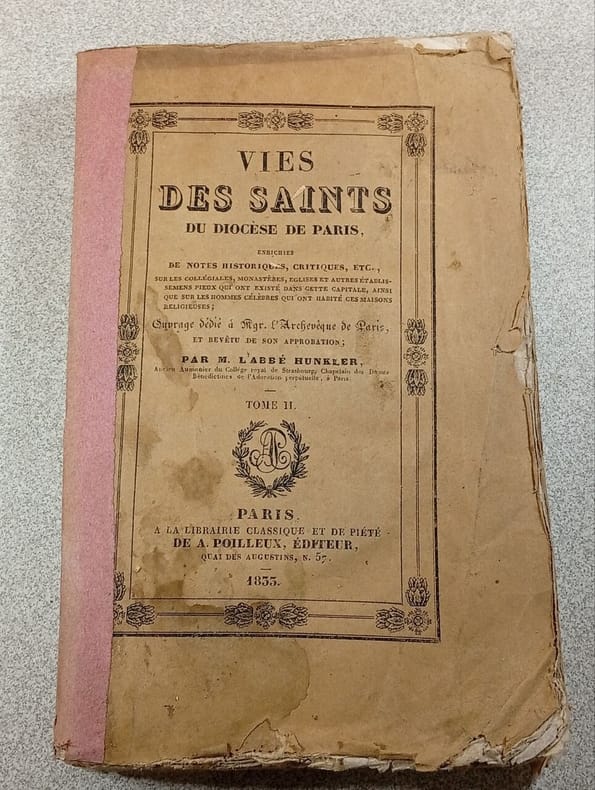 VIES
DES SAINTS
DU DIOCÈSE DE PARIS,
ENRICHIES
DE NOTES HISTORIQUES, CRITIQUES, ETC.,
SUR LES COLLÉGIALES, MONASTÈRES, EGLISES ET AUTRES ÉTABLIS-
SEMENS PIEUX QUI ONT EXISTÉ DANS CETTE CAPITALE, AINSI
QUE SUR LES HOMMES CÉLÈBRES QUI ONT HABITÉ CES MAISONS
RELIGIEUSES;
Ouvrage dédié à Mgr. l'Archevêque de Paris,
ET REVÊTU DE SON APPROBATION;
PAR M. L'ABBÉ HUNKLER,
Ancien Aumonier du Collége royal de Strasbourg, Chapelain des Dames
Bénédictines de l'Adoration perpétuelle, à Paris.
TOME II.
PARIS,
A LA LIBRAIRIE CLASSIQUE ET DE PIÉTÉ
DE A. POILLEUX, ÉDITEUR,
QUAI DES AUGUSTINS, N. 37.
1833.